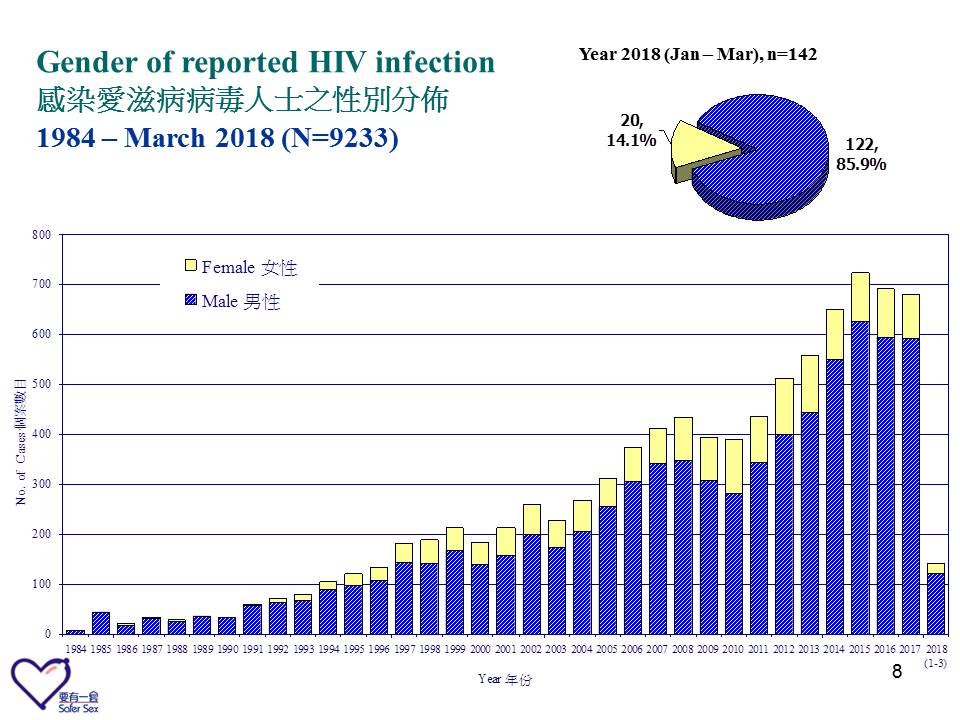 Gender of reported HIV infection
感染愛滋病病毒人士之性別分佈
1984 – March 2018 (N=9233)
Year 2018 (Jan – Mar), n=142
20,
14.1%
122,
85.9%
800
700
600
500
400
300
200
100
0
No. of Cases 個案數目
Female 女性
Male 男性
1984 1985 1986 1987 1988 1989 1990 1991 1992 1993 1994 1995 1996 1997 1998 1999 2000 2001 2002 2003 2004 2005 2006 2007 2008 2009 2010 2011 2012 2013 2014 2015 2016 2017 2018
(1-3)
Year 年份
8
要有一套
Safer Sex